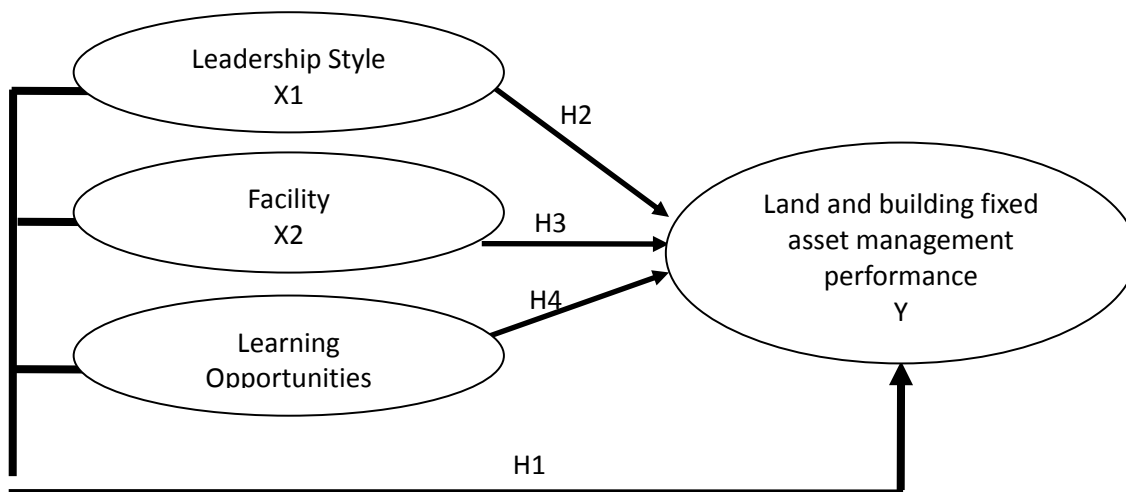 Leadership Style
X1
H2
Facility
X2
H3
Land and building fixed
asset management
performance
Y
H4
Learning
Opportunities
H1